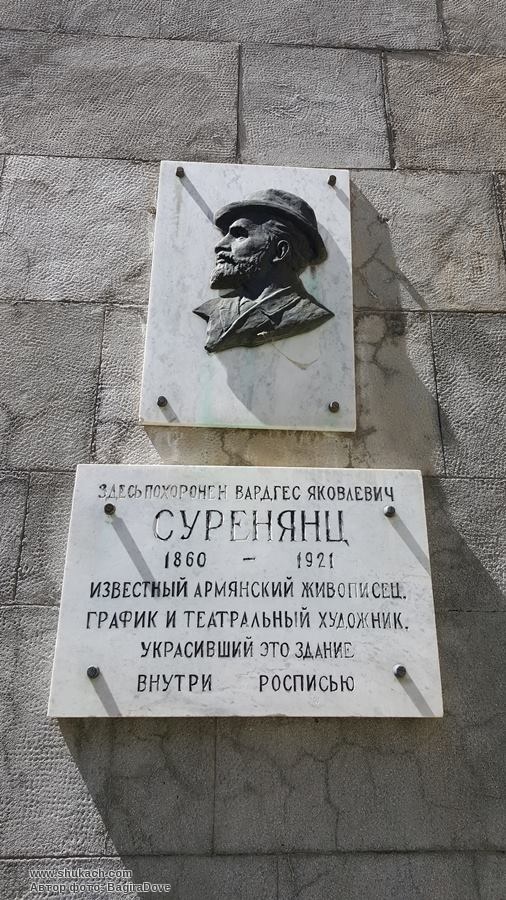 ЗДЕСЬ ПОХОРОНЕН ВАРДГЕС ЯКОВЛЕВИЧ
СУРЕНЯНЦ
1860 – 1921
ИЗВЕСТНЫЙ АРМЯНСКИЙ ЖИВОПИСЕЦ,
ГРАФИК И ТЕАТРАЛЬНЫЙ ХУДОЖНИК,
УКРАСИВШИЙ ЭТО ЗДАНИЕ
ВНУТРИ РОСПИСЬЮ
www.shukach.com
Автор фото: BagiraDove